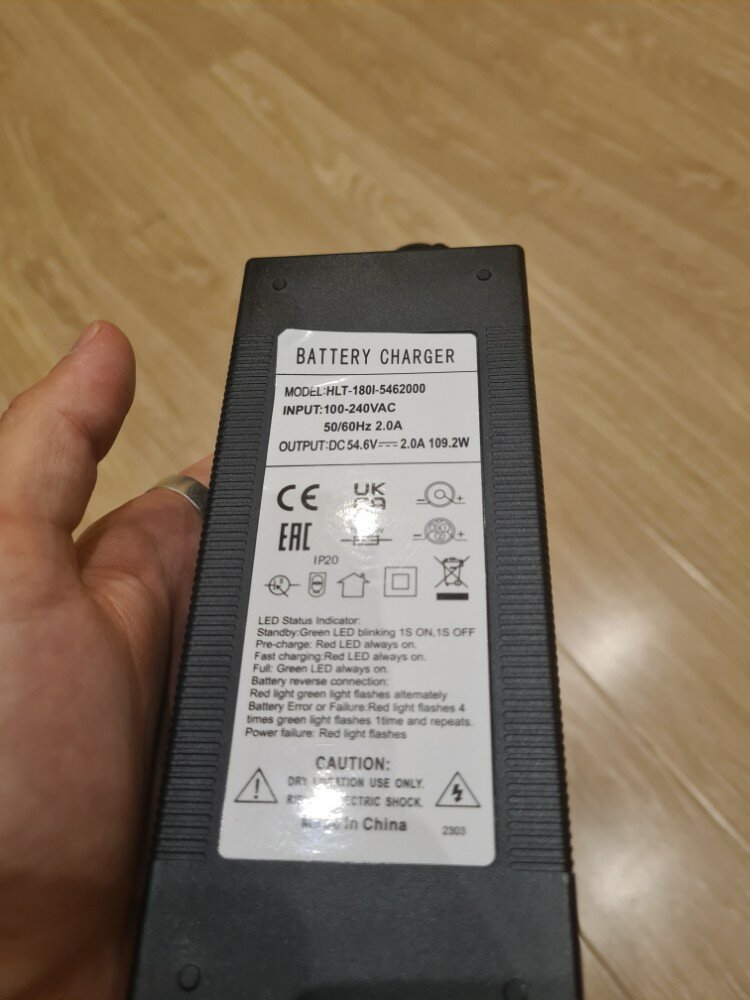 BATTERY CHARGER
MODEL:HLT-180I-5462000
INPUT:100-240VAC
50/60Hz 2.0A
OUTPUT:DC 54.6V⎓2.0A 109.2W
CE
UK
EAC
IP20
LED Status Indicator:
Standby:Green LED blinking 1S ON,1S OFF
Pre-charge: Red LED always on.
Fast charging:Red LED always on.
Full: Green LED always on.
Battery reverse connection:
Red light green light flashes alternately
Battery Error or Failure:Red light flashes 4
times green light flashes 1time and repeats.
Power failure: Red light flashes
CAUTION:
DRY LOCATION USE ONLY.
SHOCK.
Made In China
2303